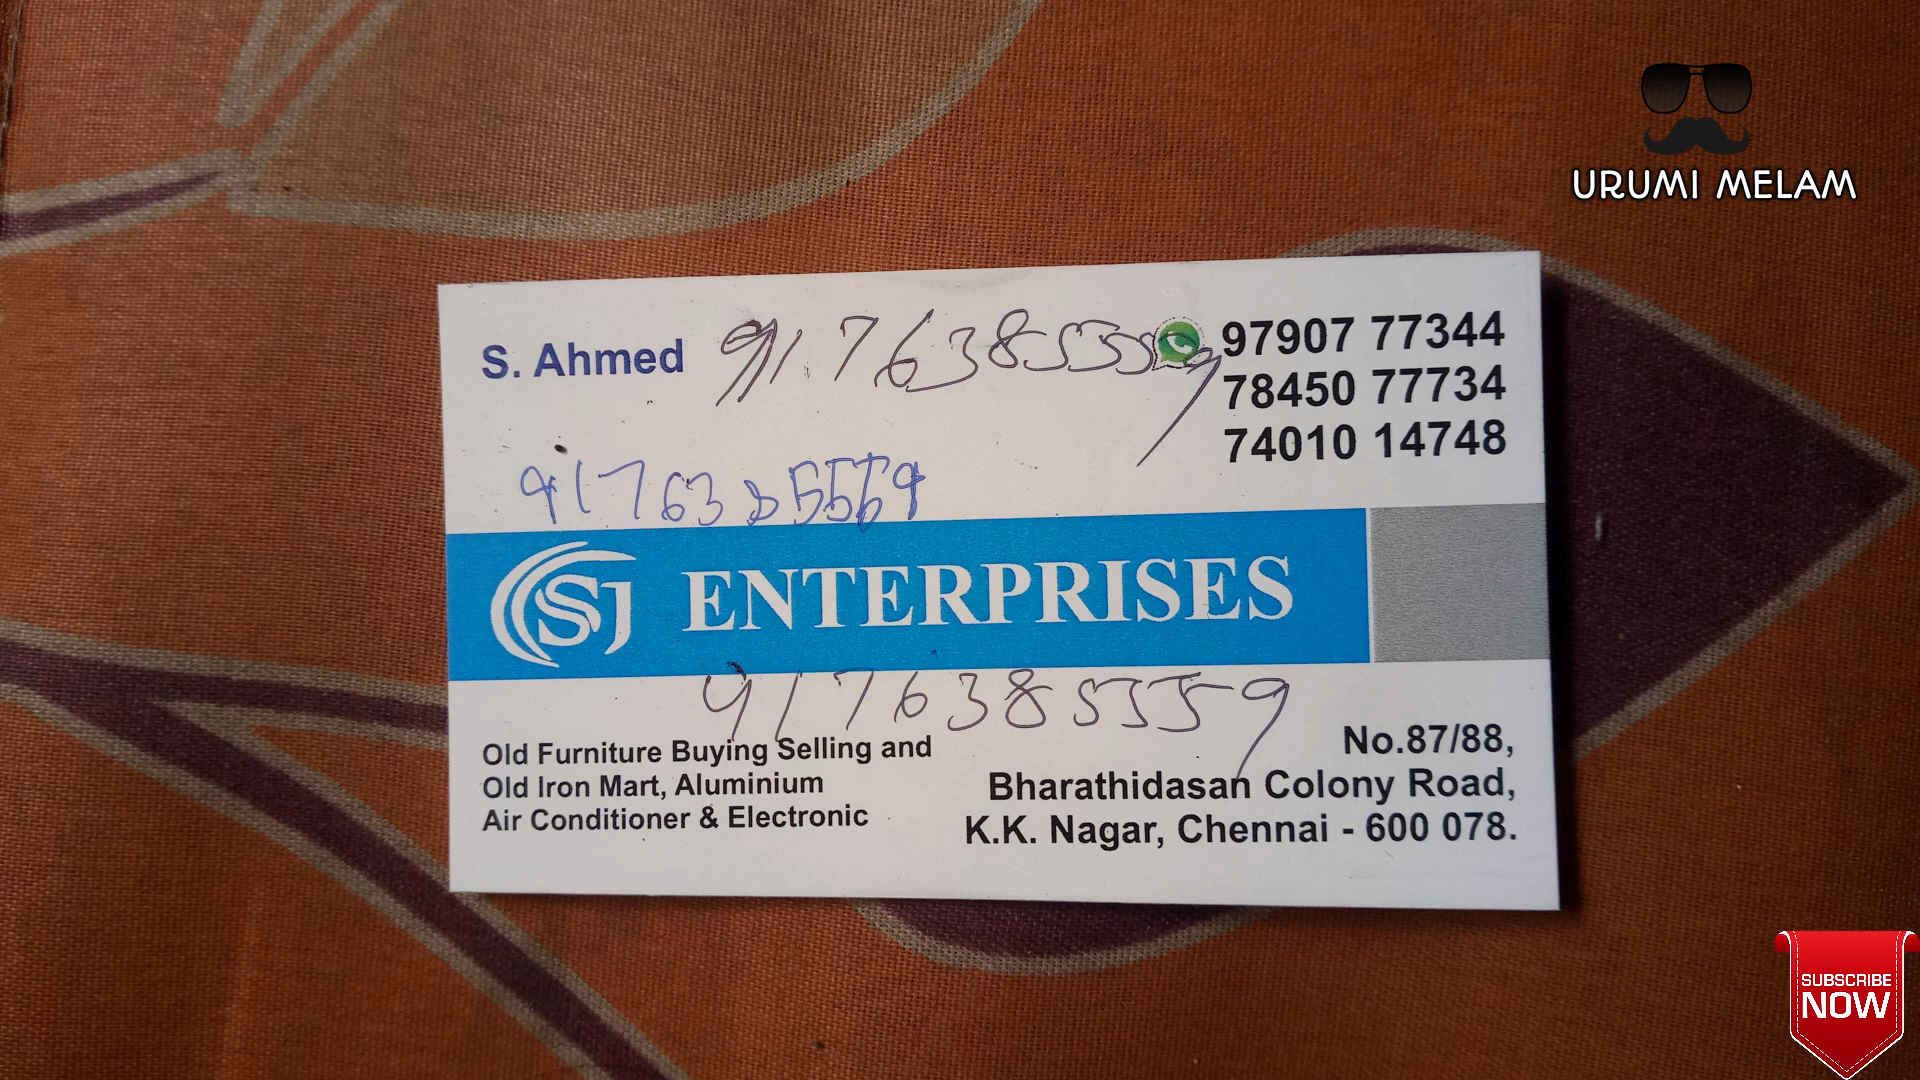 URUMI MELAM
S. Ahmed
9176385559
97907 77344
78450 77734
74010 14748
9176385559
SJ ENTERPRISES
9176385559
Old Furniture Buying Selling and
Old Iron Mart, Aluminium
Air Conditioner & Electronic
No.87/88,
Bharathidasan Colony Road,
K.K. Nagar, Chennai - 600 078.
SUBSCRIBE
NOW